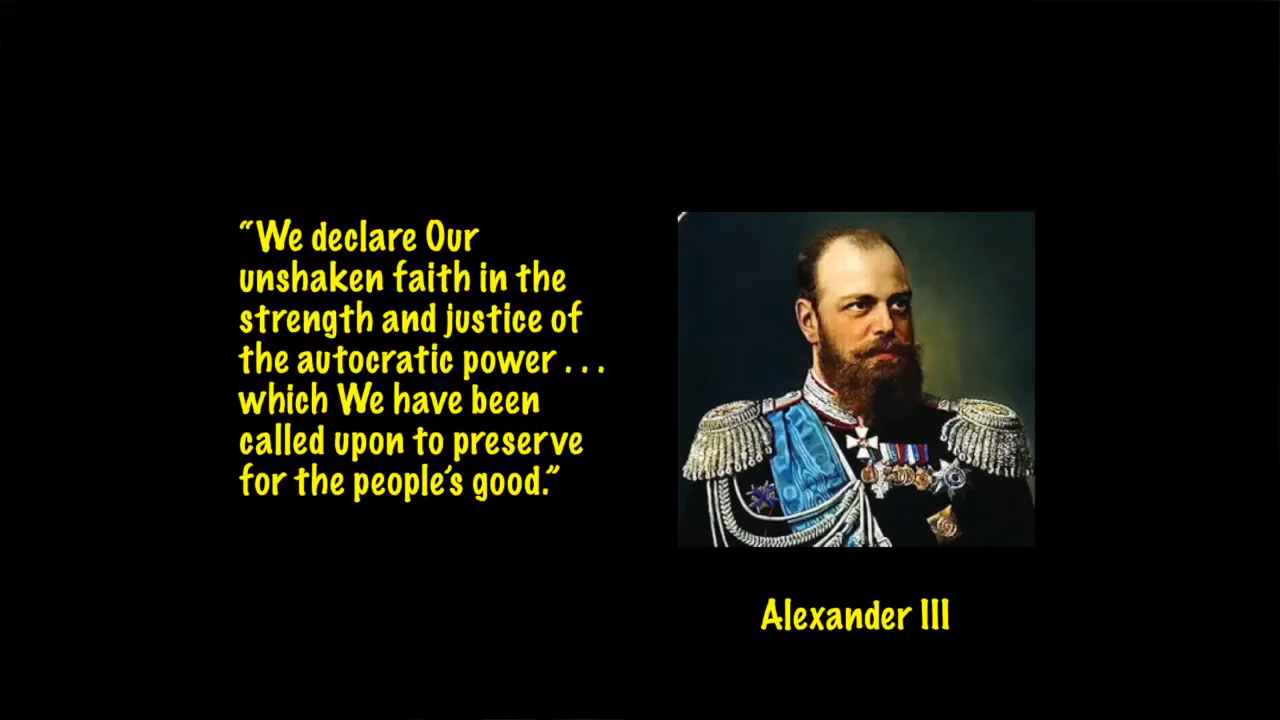 “We declare Our
unshaken faith in the
strength and justice of
the autocratic power . . .
which We have been
called upon to preserve
for the people’s good.”
Alexander III